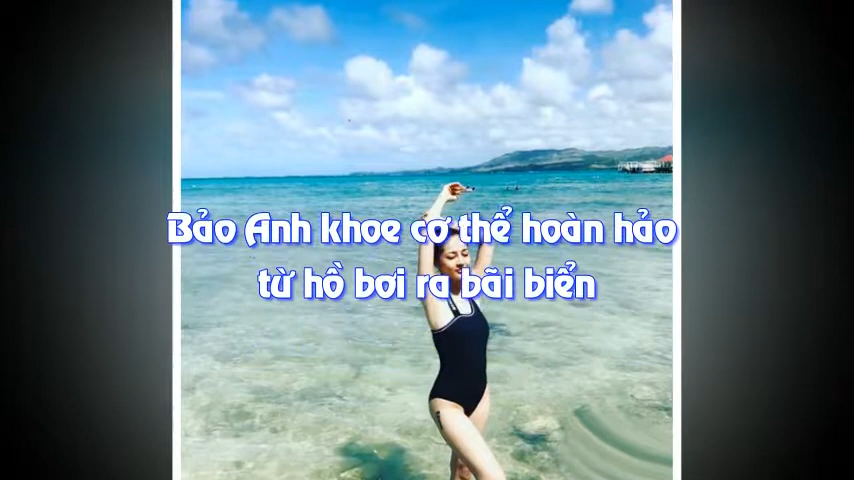 Bảo Anh khoe cơ thể hoàn hảo
từ hồ bơi ra bãi biển